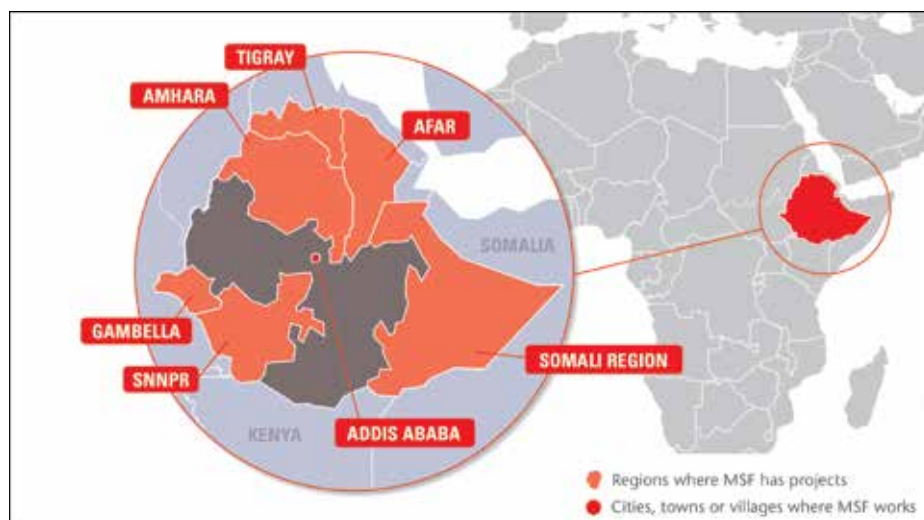 TIGRAY
AMHARA
AFAR
SOMALIA
GAMBELLA
SOMALI REGION
SNNPR
KENYA
ADDIS ABABA
Regions where MSF has projects
Cities, towns or villages where MSF works